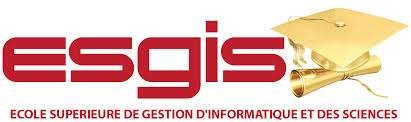 esgis
ECOLE SUPERIEURE DE GESTION D'INFORMATIQUE ET DES SCIENCES